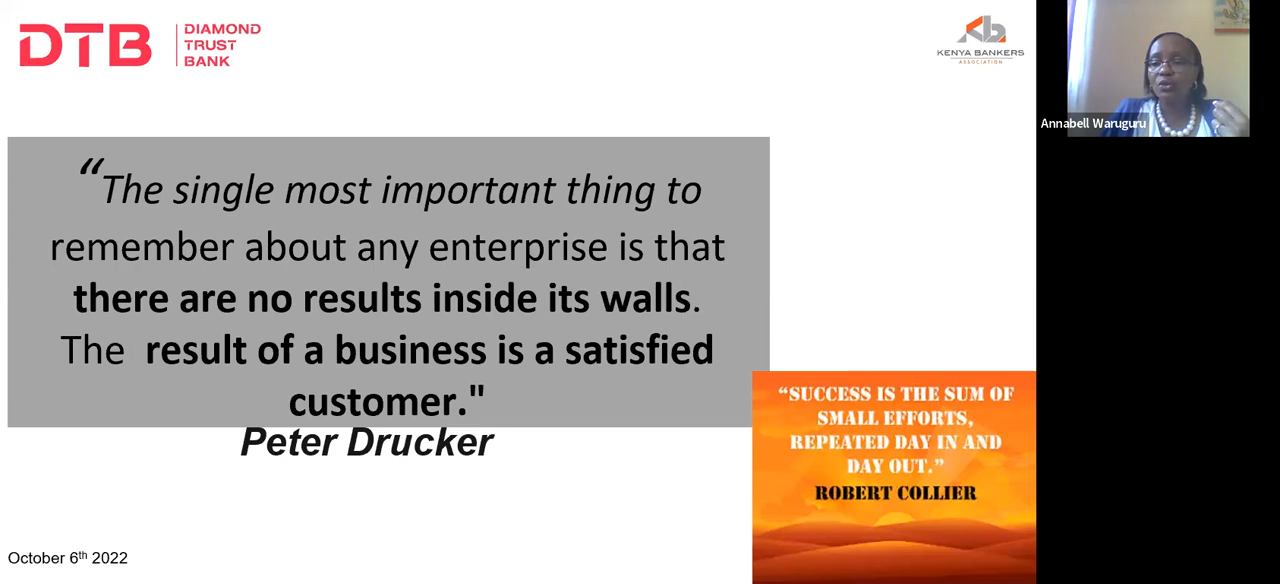 DTB
DIAMOND
TRUST
BANK
KENYA BANKERS
ASSOCIATION
Annabell Waruguru
“The single most important thing to
remember about any enterprise is that
there are no results inside its walls.
The result of a business is a satisfied
customer."
Peter Drucker
“SUCCESS IS THE SUM OF
SMALL EFFORTS,
REPEATED DAY IN AND
DAY OUT.”
ROBERT COLLIER
October 6th 2022